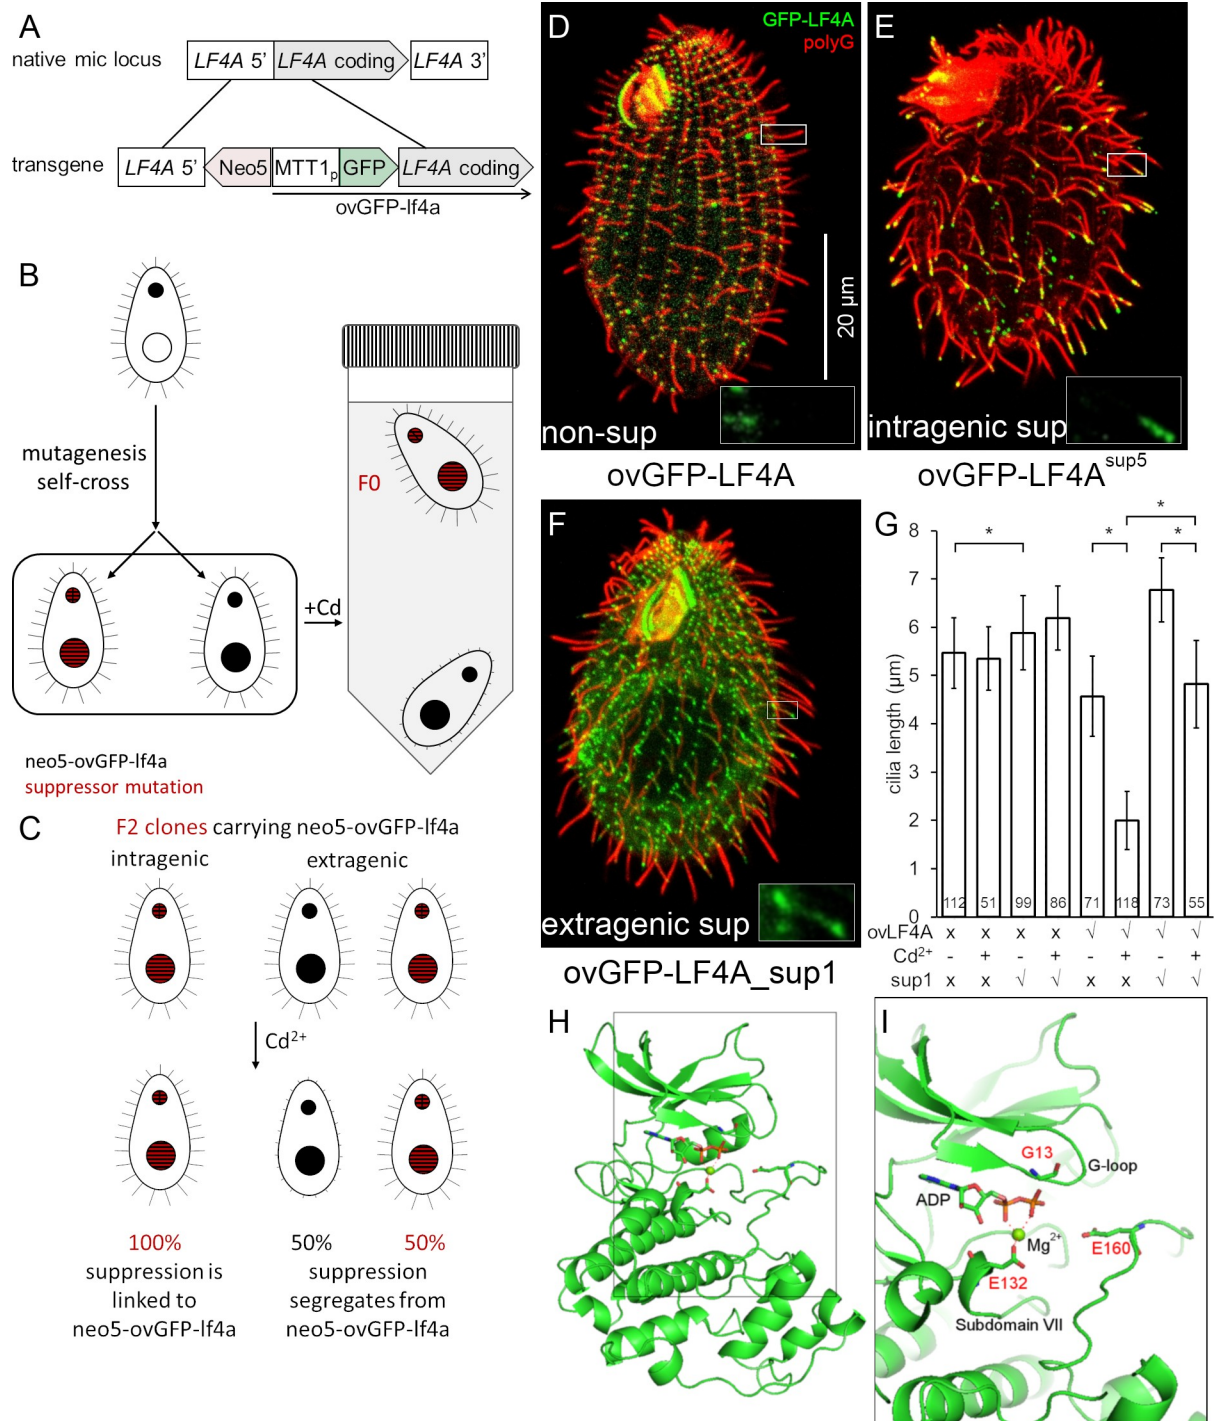 A
native mic locus
LF4A 5’
LF4A coding
LF4A 3’
transgene
LF4A 5’
Neo5
MTT1p
GFP
LF4A coding
ovGFP-lf4a
B
mutagenesis
self-cross
+Cd
F0
neo5-ovGFP-lf4a
suppressor mutation
C
F2 clones carrying neo5-ovGFP-lf4a
intragenic
extragenic
Cd2+
100%
suppression is
linked to
neo5-ovGFP-lf4a
50%
50%
suppression
segregates from
neo5-ovGFP-lf4a
D
GFP-LF4A
polyG
20 µm
non-sup
ovGFP-LF4A
E
intragenic sup
ovGFP-LF4Asup5
F
extragenic sup
ovGFP-LF4A_sup1
G
cilia length (µm)
8
7
6
5
4
3
2
1
0
* * * *
112 51 99 86 71 118 73 55
ovLF4A x x x x √ √ √ √
Cd2+ - + - + - + - +
sup1 x x √ √ x x √ √
H
I
G13
G-loop
ADP
Mg2+
E160
E132
Subdomain VII